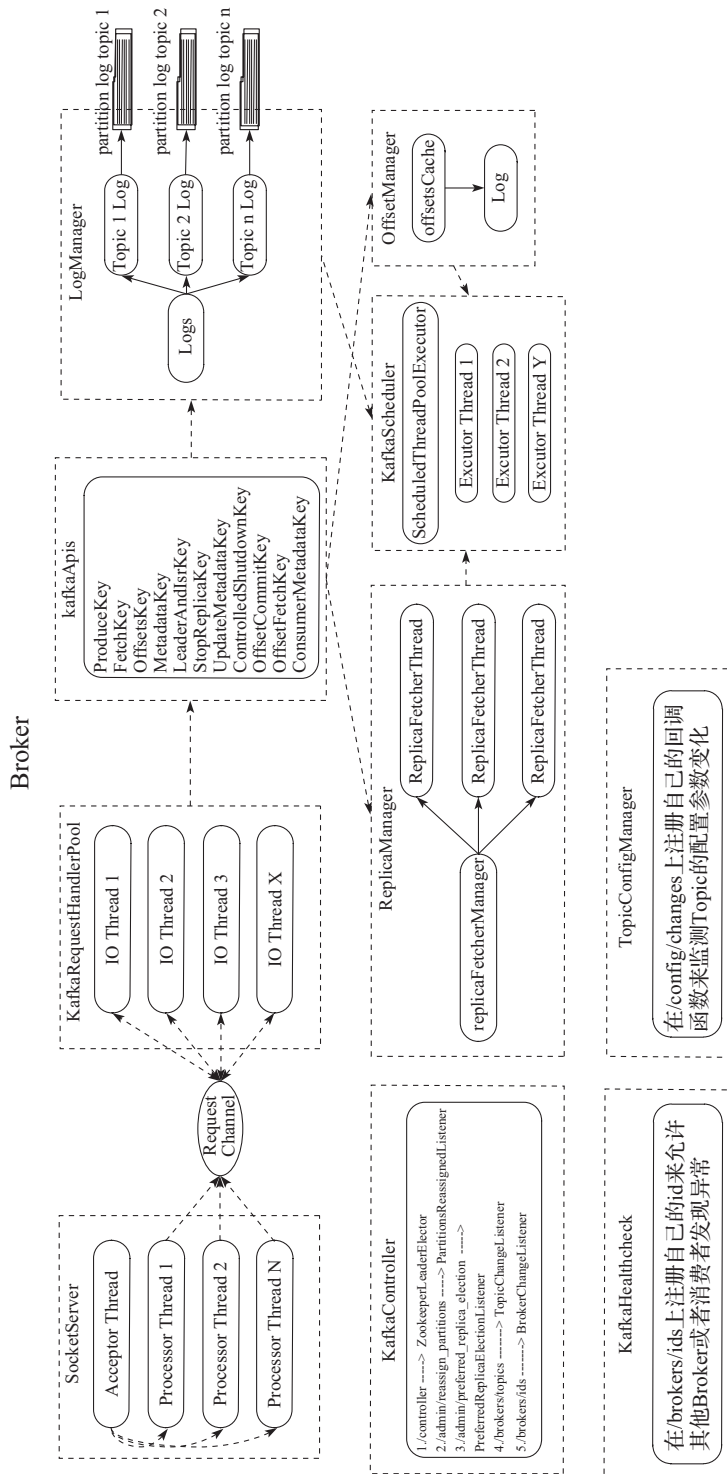 Broker
SocketServer
Acceptor Thread
Processor Thread 1
Processor Thread 2
Processor Thread N
Request
Channel
KafkaRequestHandlerPool
IO Thread 1
IO Thread 2
IO Thread 3
IO Thread X
kafkaApis
ProduceKey
FetchKey
OffsetsKey
MetadataKey
LeaderAndIsrKey
StopReplicaKey
UpdateMetadataKey
ControlledShutdownKey
OffsetCommitKey
OffsetFetchKey
ConsumerMetadataKey
LogManager
Logs
Topic 1 Log
Topic 2 Log
Topic n Log
partition log topic 1
partition log topic 2
partition log topic n
KafkaController
1./controller ----> ZookeeperLeaderElector
2./admin/reassign_partitions -----> PartitionsReassignedListener
3./admin/preferred_replica_election ----->
PreferredReplicaElectionListener
4./brokers/topics -------> TopicChangeListener
5./brokers/ids -------> BrokerChangeListener
ReplicaManager
replicaFetcherManager
ReplicaFetcherThread
ReplicaFetcherThread
ReplicaFetcherThread
KafkaScheduler
ScheduledThreadPoolExecutor
Excutor Thread 1
Excutor Thread 2
Excutor Thread Y
OffsetManager
offsetsCache
Log
KafkaHealthcheck
在/brokers/ids上注册自己的id来允许
其他Broker或者消费者发现异常
TopicConfigManager
在/config/changes上注册自己的回调
函数来监测Topic的配置参数变化